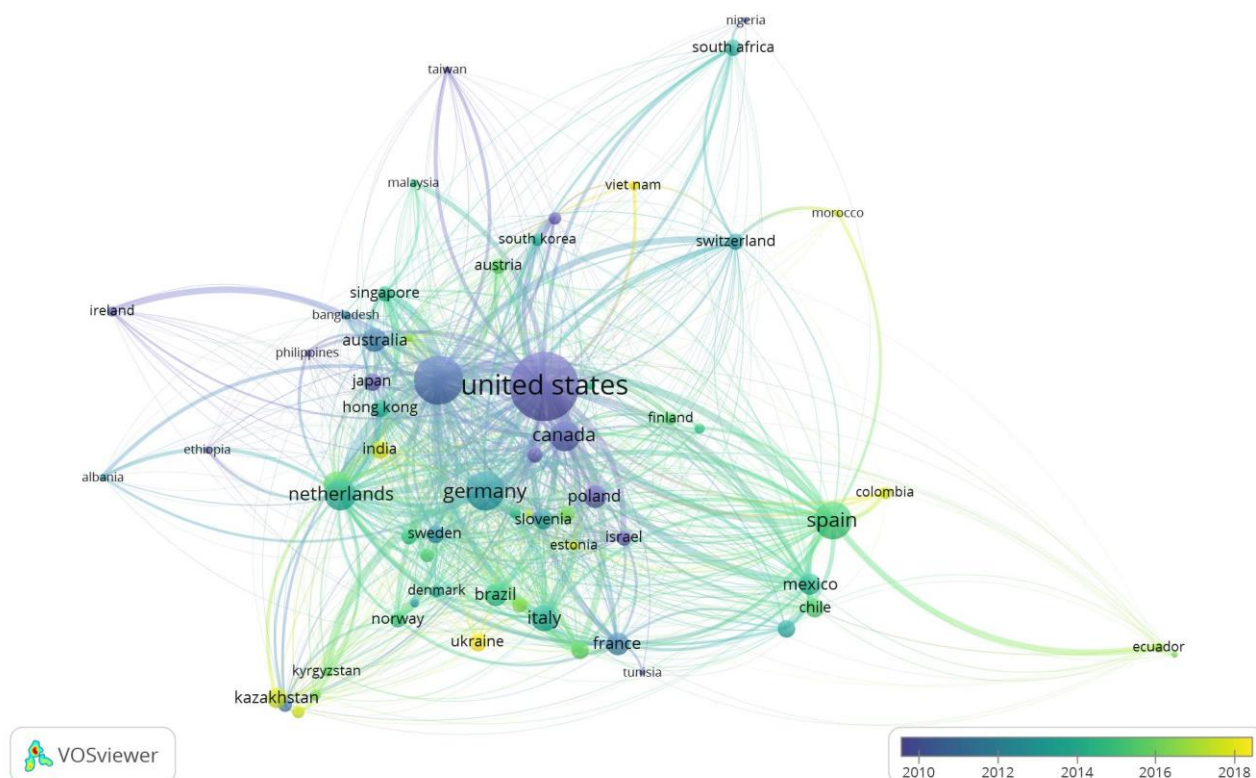 nigeria
south africa
taiwan
malaysia
viet nam
morocco
south korea
switzerland
austria
singapore
ireland
bangladesh
australia
philippines
japan
united states
hong kong
finland
canada
india
ethiopia
albania
netherlands
germany
poland
colombia
slovenia
spain
sweden
israel
estonia
denmark
brazil
mexico
chile
norway
italy
ukraine
france
ecuador
kyrgyzstan
tunisia
kazakhstan
VOSviewer
2010 2012 2014 2016 2018